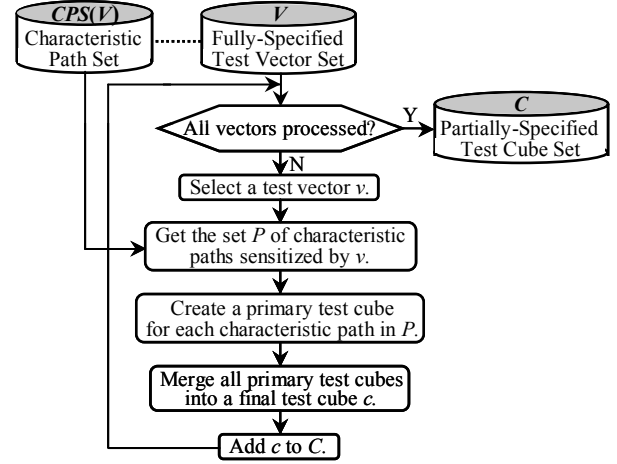 CPS(V)
Characteristic
Path Set
V
Fully-Specified
Test Vector Set
All vectors processed?
Y
C
Partially-Specified
Test Cube Set
N
Select a test vector v.
Get the set P of characteristic
paths sensitized by v.
Create a primary test cube
for each characteristic path in P.
Merge all primary test cubes
into a final test cube c.
Add c to C.